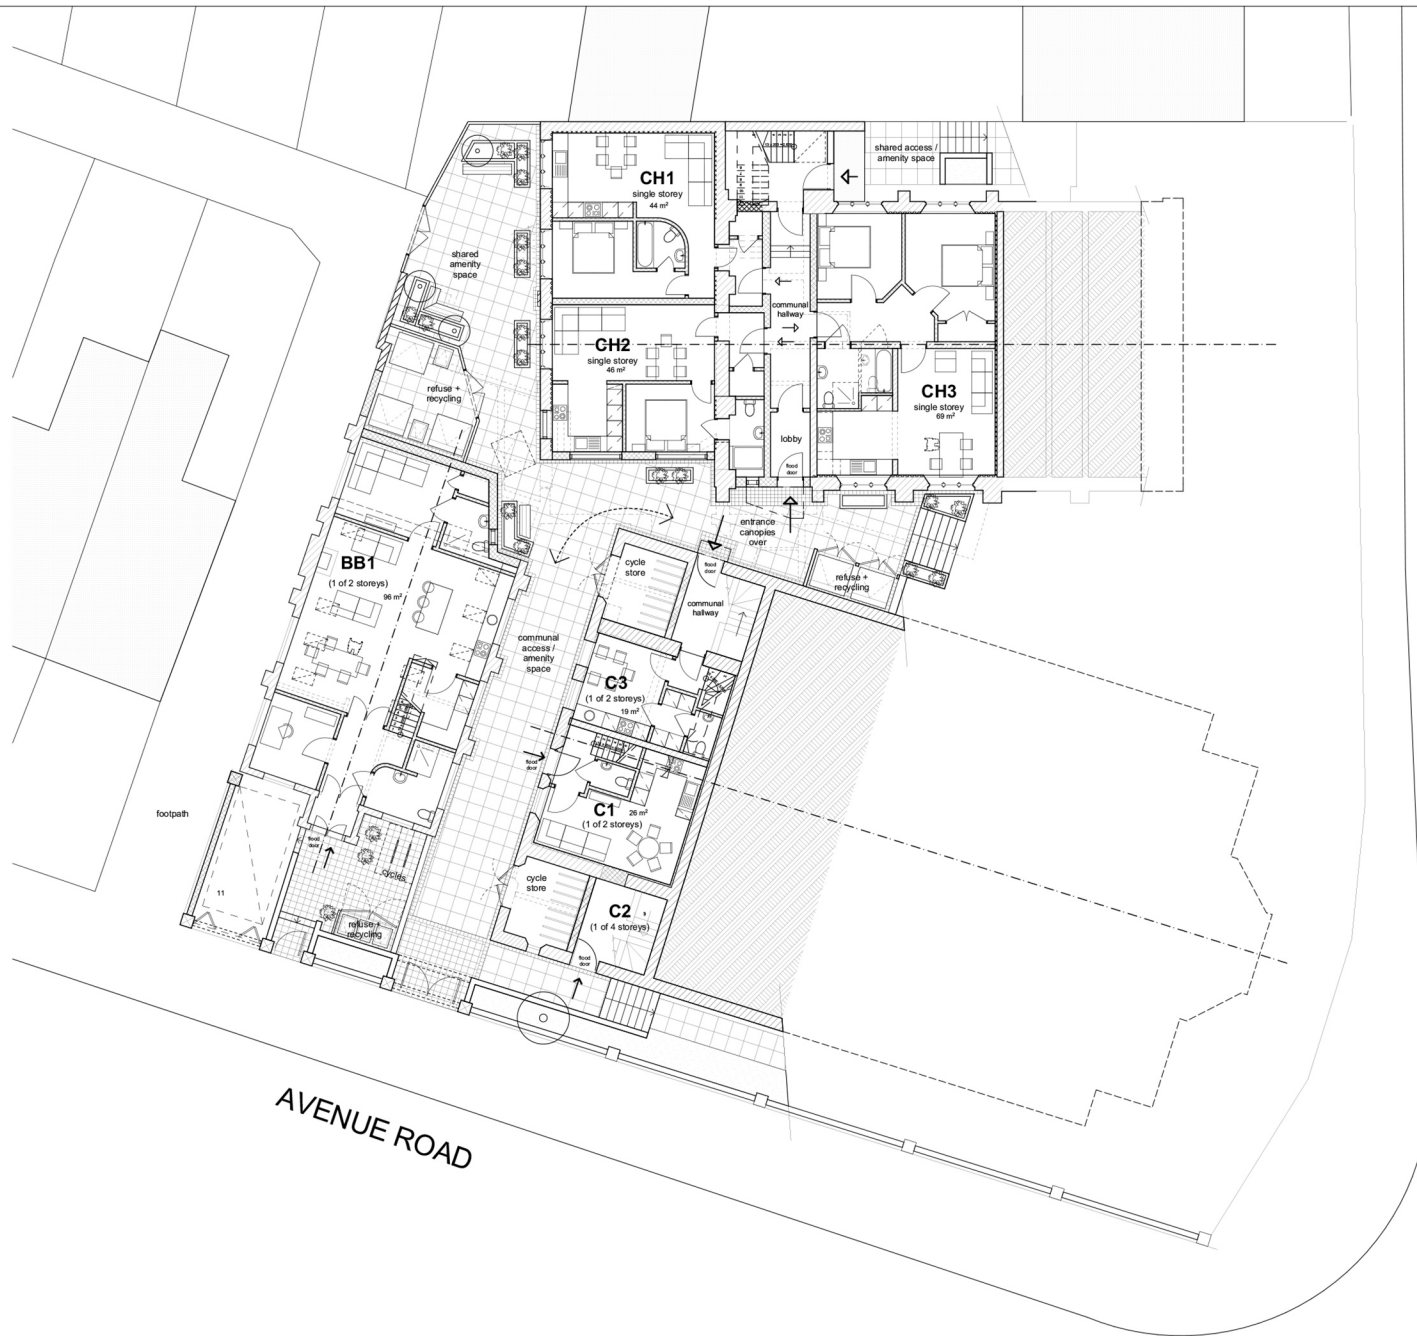 CH1
single storey
44 m²
shared access /
amenity space
shared
amenity
space
communal
hallway
CH2
single storey
46 m²
CH3
single storey
69 m²
refuse +
recycling
lobby
flood
door
entrance
canopies
over
BB1
(1 of 2 storeys)
96 m²
cycle
store
flood
door
communal
hallway
refuse +
recycling
communal
access /
amenity
space
C3
(1 of 2 storeys)
19 m²
flood
door
C1
26 m²
(1 of 2 storeys)
footpath
flood
door
cycles
11
refuse +
recycling
cycle
store
C2
(1 of 4 storeys)
flood
door
AVENUE ROAD